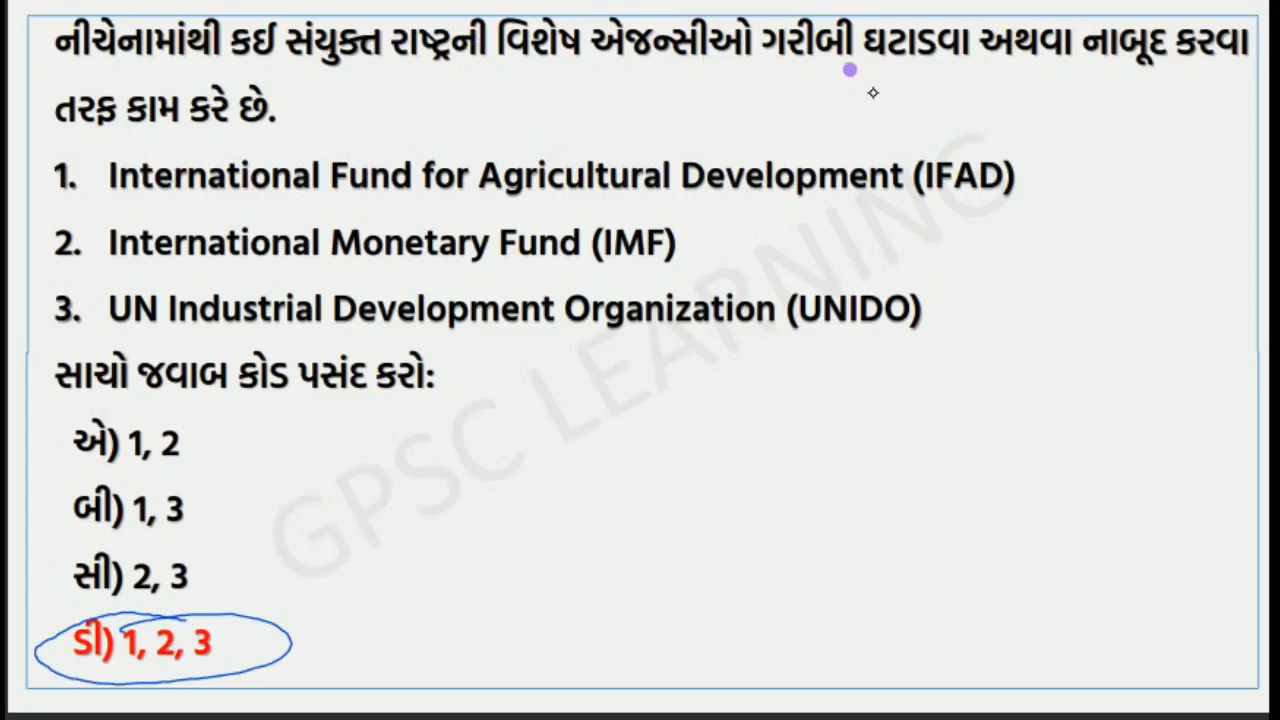 નીચેનામાંથી કઈ સંયુક્ત રાષ્ટ્રની વિશેષ એજન્સીઓ ગરીબી ઘટાડવા અથવા નાબૂદ કરવા
તરફ કામ કરે છે.
1. International Fund for Agricultural Development (IFAD)
2. International Monetary Fund (IMF)
3. UN Industrial Development Organization (UNIDO)
સાચો જવાબ કોડ પસંદ કરો:
એ) 1, 2
બી) 1, 3
સી) 2, 3
ડી) 1, 2, 3
GPSC LEARNING